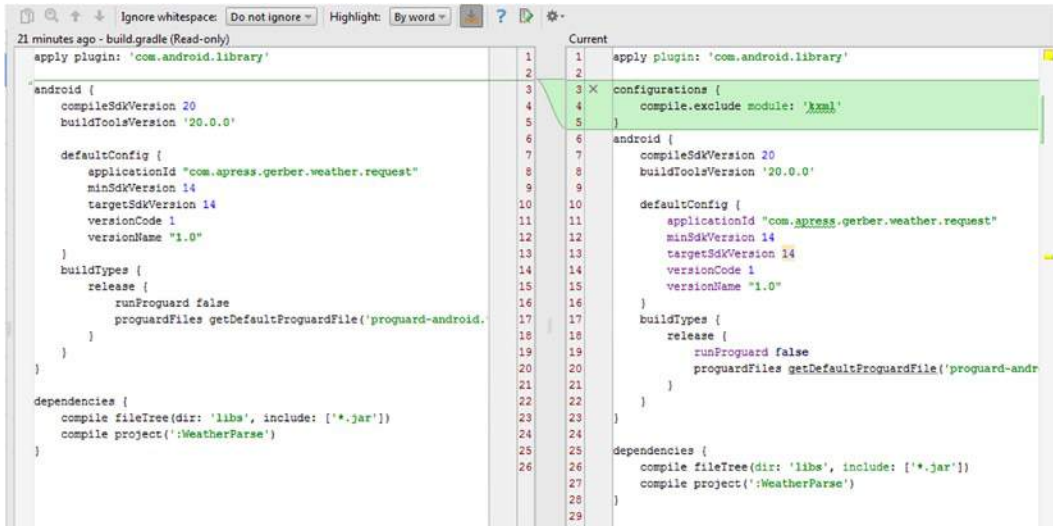 Ignore whitespace: Do not ignore Highlight: By word ?
21 minutes ago - build.gradle (Read-only)
apply plugin: 'com.android.library' 1
2
android { 3
compileSdkVersion 20 4
buildToolsVersion '20.0.0' 5
6
defaultConfig { 7
applicationId "com.apress.gerber.weather.request" 8
minSdkVersion 14 9
targetSdkVersion 14 10
versionCode 1 11
versionName "1.0" 12
} 13
buildTypes { 14
release { 15
runProguard false 16
proguardFiles getDefaultProguardFile('proguard-android. 17
} 18
} 19
} 20
21
dependencies { 22
compile fileTree(dir: 'libs', include: ['*.jar']) 23
compile project(':WeatherParse') 24
} 25
26
Current
1 apply plugin: 'com.android.library'
2
3 configurations {
4 compile.exclude module: 'kxml'
5 }
6 android {
7 compileSdkVersion 20
8 buildToolsVersion '20.0.0'
9
10 defaultConfig {
11 applicationId "com.apress.gerber.weather.request"
12 minSdkVersion 14
13 targetSdkVersion 14
14 versionCode 1
15 versionName "1.0"
16 }
17 buildTypes {
18 release {
19 runProguard false
20 proguardFiles getDefaultProguardFile('proguard-andr
21 }
22 }
23 }
24
25 dependencies {
26 compile fileTree(dir: 'libs', include: ['*.jar'])
27 compile project(':WeatherParse')
28 }
29